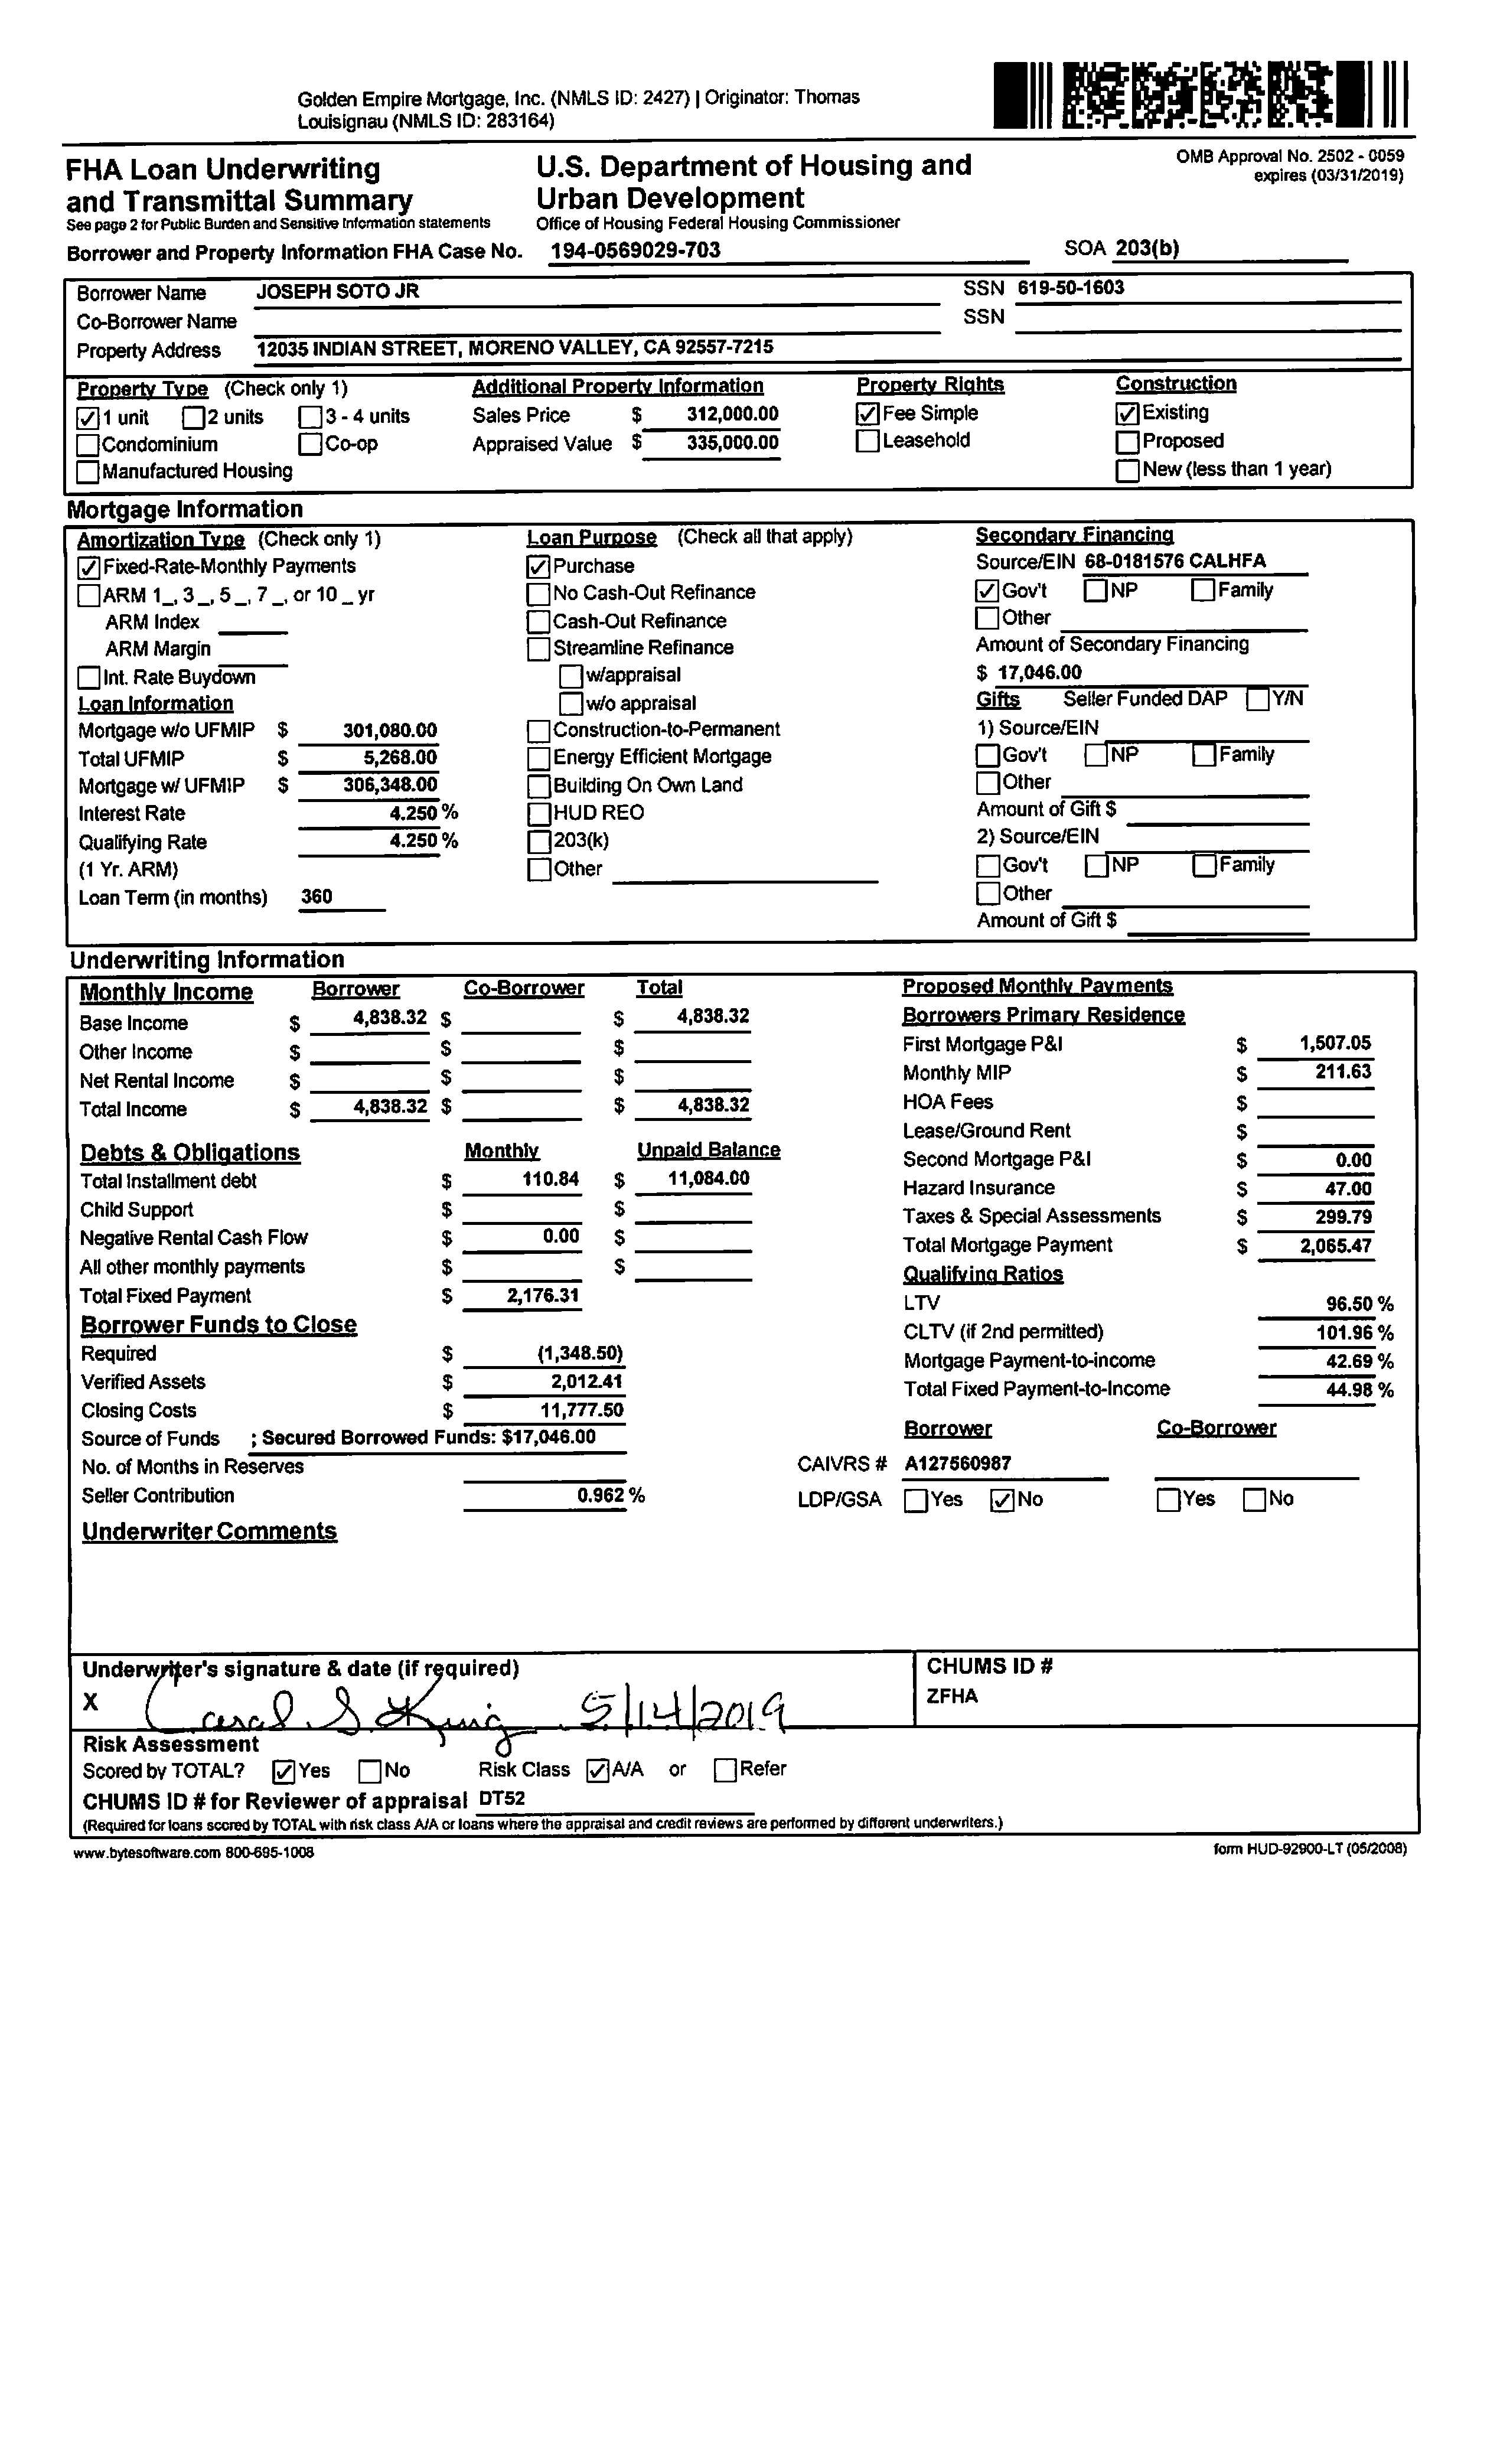 Golden Empire Mortgage, Inc. (NMLS ID: 2427) | Originator: Thomas
Louisignau (NMLS ID: 283164)
FHA Loan Underwriting
and Transmittal Summary
See page 2 for Public Burden and Sensitive Information statements
U.S. Department of Housing and
Urban Development
Office of Housing Federal Housing Commissioner
OMB Approval No. 2502 - 0059
expires (03/31/2019)
Borrower and Property Information FHA Case No. 194-0569029-703 SOA 203(b)
Borrower Name JOSEPH SOTO JR SSN 619-50-1603
Co-Borrower Name SSN
Property Address 12035 INDIAN STREET, MORENO VALLEY, CA 92557-7215
Property Type (Check only 1) Additional Property Information Property Rights Construction
1 unit 2 units 3 - 4 units Sales Price $ 312,000.00 Fee Simple Existing
Condominium Co-op Appraised Value $ 335,000.00 Leasehold Proposed
Manufactured Housing New (less than 1 year)
Mortgage Information
Amortization Type (Check only 1)
Fixed-Rate-Monthly Payments
ARM 1_, 3_, 5_, 7_, or 10_ yr
ARM Index
ARM Margin
Int. Rate Buydown
Loan Information
Mortgage w/o UFMIP $ 301,080.00
Total UFMIP $ 5,268.00
Mortgage w/ UFMIP $ 306,348.00
Interest Rate 4.250 %
Qualifying Rate 4.250 %
(1 Yr. ARM)
Loan Term (in months) 360
Loan Purpose (Check all that apply)
Purchase
No Cash-Out Refinance
Cash-Out Refinance
Streamline Refinance
w/appraisal
w/o appraisal
Construction-to-Permanent
Energy Efficient Mortgage
Building On Own Land
HUD REO
203(k)
Other
Secondary Financing
Source/EIN 68-0181576 CALHFA
Gov't NP Family
Other
Amount of Secondary Financing
$ 17,046.00
Gifts Seller Funded DAP Y/N
1) Source/EIN
Gov't NP Family
Other
Amount of Gift $
2) Source/EIN
Gov't NP Family
Other
Amount of Gift $
Underwriting Information
Monthly Income Borrower Co-Borrower Total
Base Income $ 4,838.32 $ $ 4,838.32
Other Income $ $ $
Net Rental Income $ $ $
Total Income $ 4,838.32 $ $ 4,838.32
Debts & Obligations Monthly Unpaid Balance
Total Installment debt $ 110.84 $ 11,084.00
Child Support $ $
Negative Rental Cash Flow $ 0.00 $
All other monthly payments $ $
Total Fixed Payment $ 2,176.31
Borrower Funds to Close
Required $ (1,348.50)
Verified Assets $ 2,012.41
Closing Costs $ 11,777.50
Source of Funds ; Secured Borrowed Funds: $17,046.00
No. of Months in Reserves
Seller Contribution 0.962 %
Underwriter Comments
Proposed Monthly Payments
Borrowers Primary Residence
First Mortgage P&I $ 1,507.05
Monthly MIP $ 211.63
HOA Fees $
Lease/Ground Rent $
Second Mortgage P&I $ 0.00
Hazard Insurance $ 47.00
Taxes & Special Assessments $ 299.79
Total Mortgage Payment $ 2,065.47
Qualifying Ratios
LTV 96.50 %
CLTV (if 2nd permitted) 101.96 %
Mortgage Payment-to-income 42.69 %
Total Fixed Payment-to-Income 44.98 %
Borrower Co-Borrower
CAIVRS # A127560987
LDP/GSA Yes No Yes No
Underwriter's signature & date (if required)
X Carol S. King 5/14/2019
CHUMS ID #
ZFHA
Risk Assessment
Scored by TOTAL? Yes No Risk Class A/A or Refer
CHUMS ID # for Reviewer of appraisal DT52
(Required for loans scored by TOTAL with risk class A/A or loans where the appraisal and credit reviews are performed by different underwriters.)
www.bytesoftware.com 800-695-1008
form HUD-92900-LT (05/2008)